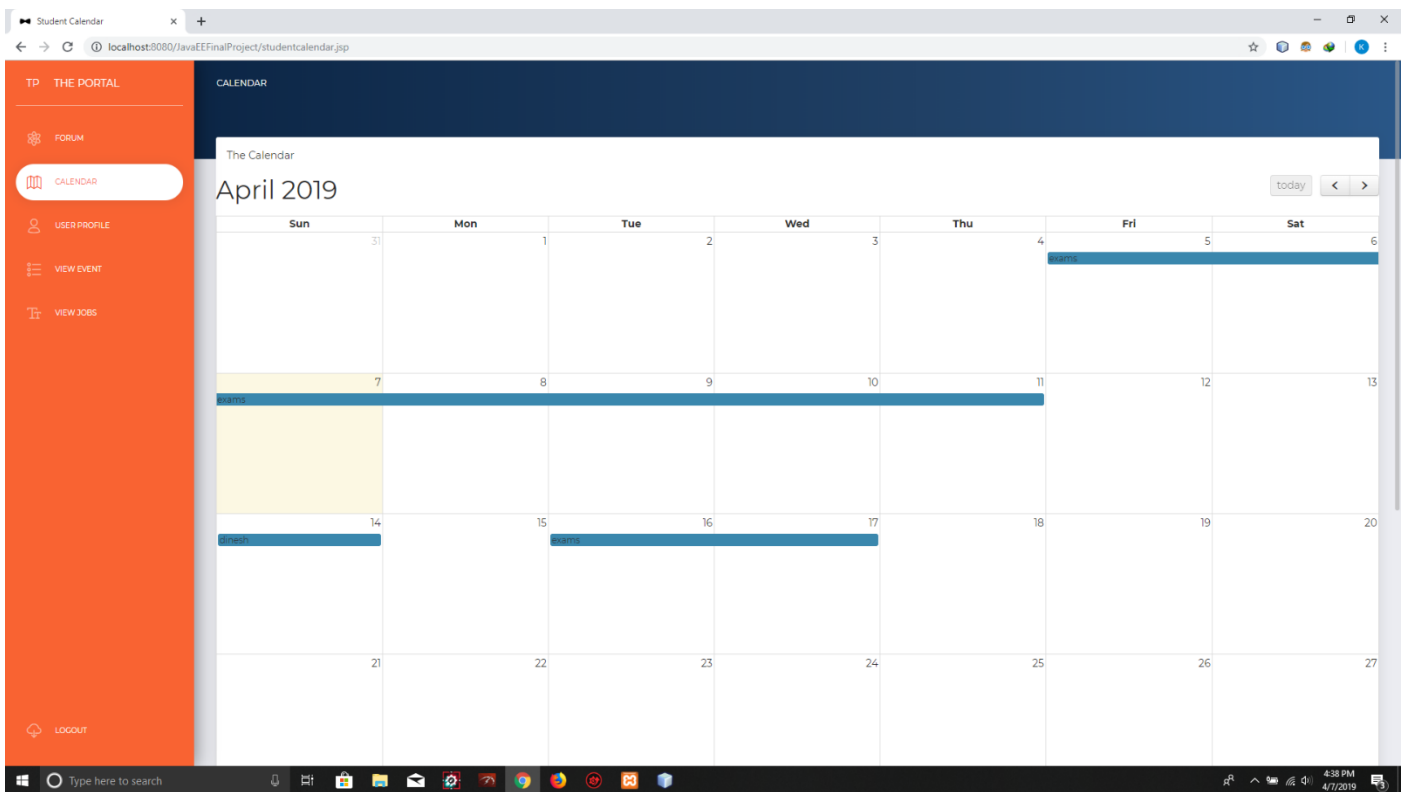 Student Calendar
localhost:8080/JavaEEFinalProject/studentcalendar.jsp
K
TP THE PORTAL
FORUM
CALENDAR
USER PROFILE
VIEW EVENT
VIEW JOBS
LOGOUT
CALENDAR
The Calendar
April 2019
today
Sun Mon Tue Wed Thu Fri Sat
31 1 2 3 4 5 6
exams
7 8 9 10 11 12 13
exams
14 15 16 17 18 19 20
dinesh exams
21 22 23 24 25 26 27
Type here to search
4:38 PM
4/7/2019
3